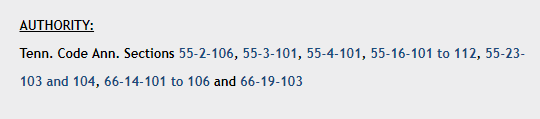 AUTHORITY:
Tenn. Code Ann. Sections 55-2-106, 55-3-101, 55-4-101, 55-16-101 to 112, 55-23-
103 and 104, 66-14-101 to 106 and 66-19-103